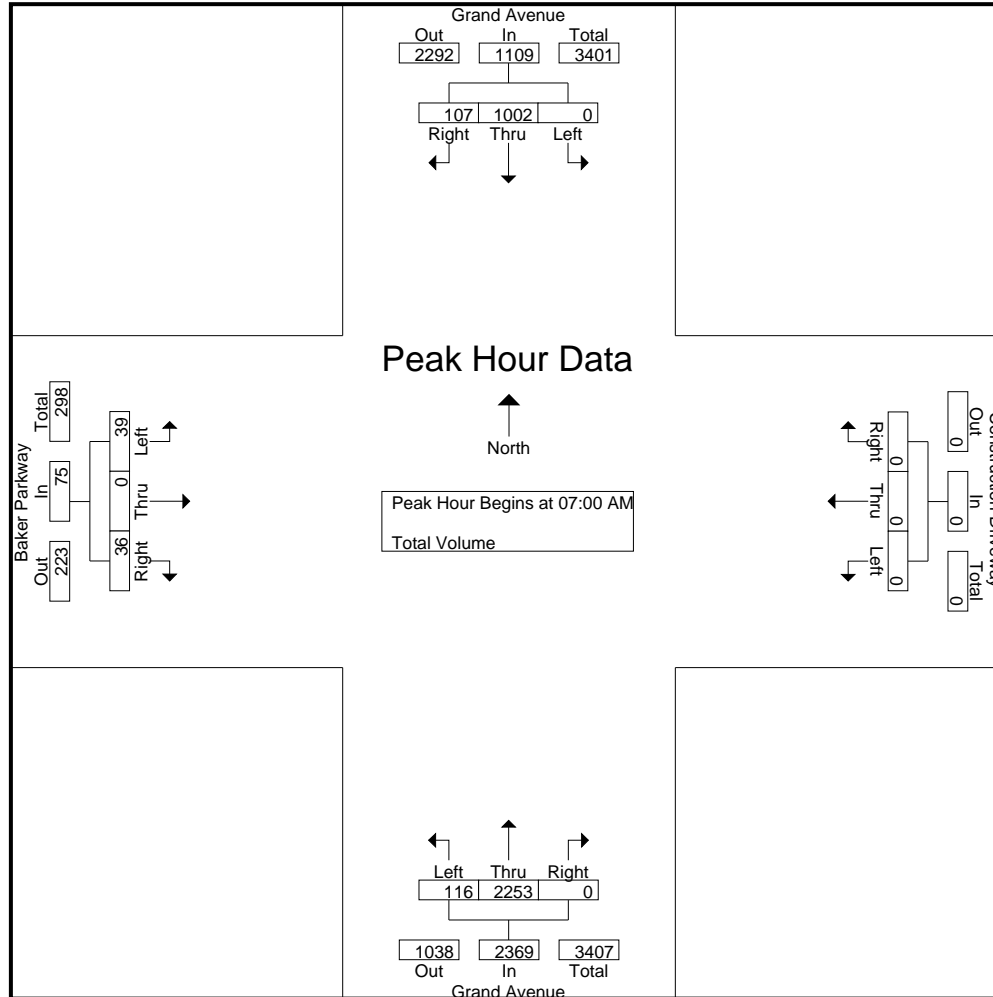 Grand Avenue
Out In Total
2292 1109 3401
107 1002 0
Right Thru Left
Peak Hour Data
North
Peak Hour Begins at 07:00 AM
Total Volume
Baker Parkway
Total In Out
298 75 223
39 0 36
Left Thru Right
Right Thru Left
0 0 0
Out In Total
0 0 0
Driveway
Left Thru Right
116 2253 0
1038 2369 3407
Out In Total
Grand Avenue